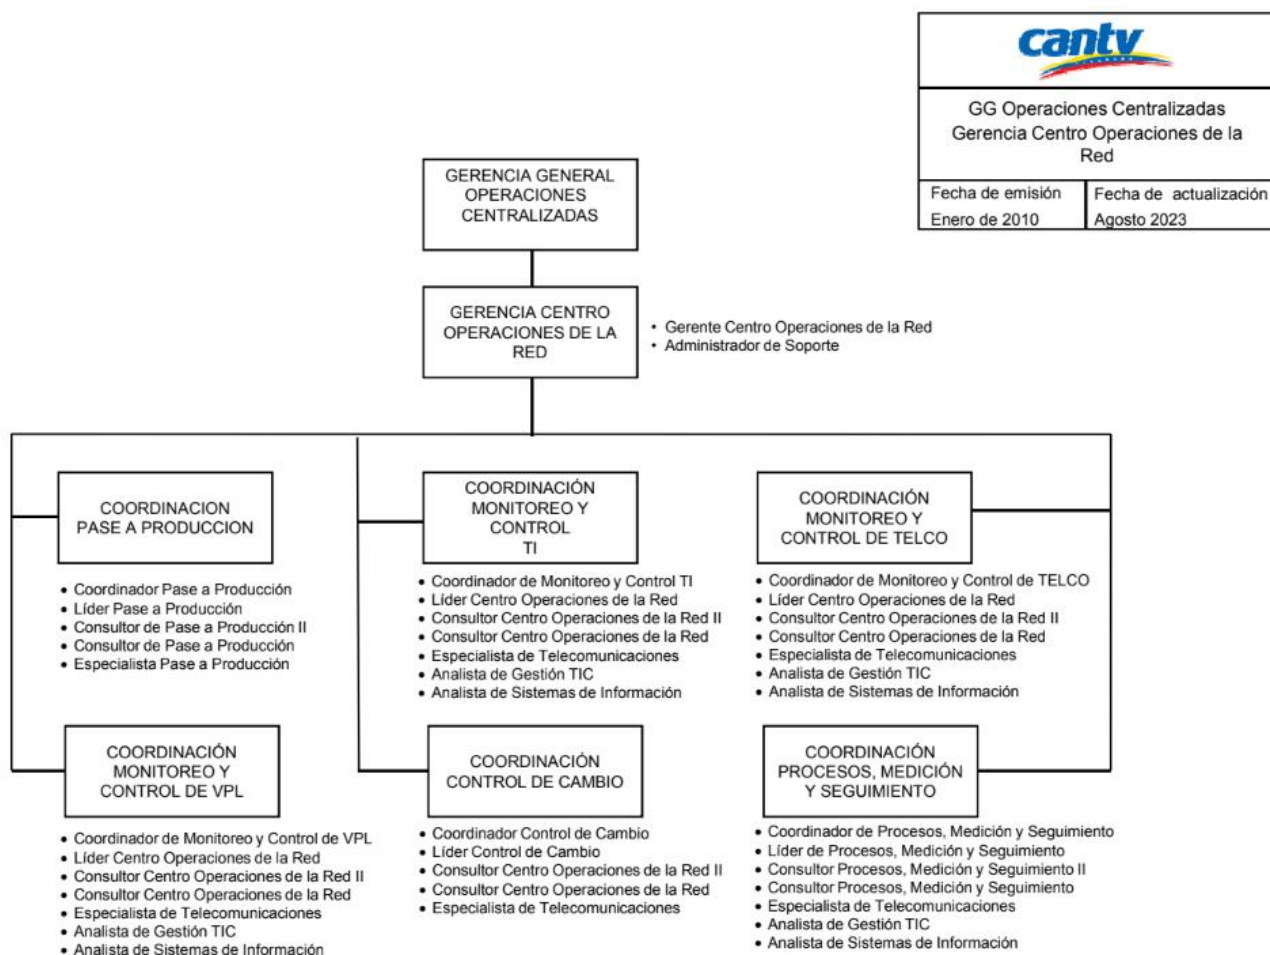 cantv
GG Operaciones Centralizadas
Gerencia Centro Operaciones de la
Red
Fecha de emisión
Enero de 2010
Fecha de actualización
Agosto 2023
GERENCIA GENERAL
OPERACIONES
CENTRALIZADAS
GERENCIA CENTRO
OPERACIONES DE LA
RED
• Gerente Centro Operaciones de la Red
• Administrador de Soporte
COORDINACION
PASE A PRODUCCION
• Coordinador Pase a Producción
• Líder Pase a Producción
• Consultor de Pase a Producción II
• Consultor de Pase a Producción
• Especialista Pase a Producción
COORDINACIÓN
MONITOREO Y
CONTROL
TI
• Coordinador de Monitoreo y Control TI
• Líder Centro Operaciones de la Red
• Consultor Centro Operaciones de la Red II
• Consultor Centro Operaciones de la Red
• Especialista de Telecomunicaciones
• Analista de Gestión TIC
• Analista de Sistemas de Información
COORDINACIÓN
MONITOREO Y
CONTROL DE TELCO
• Coordinador de Monitoreo y Control de TELCO
• Líder Centro Operaciones de la Red
• Consultor Centro Operaciones de la Red II
• Consultor Centro Operaciones de la Red
• Especialista de Telecomunicaciones
• Analista de Gestión TIC
• Analista de Sistemas de Información
COORDINACIÓN
MONITOREO Y
CONTROL DE VPL
• Coordinador de Monitoreo y Control de VPL
• Líder Centro Operaciones de la Red
• Consultor Centro Operaciones de la Red II
• Consultor Centro Operaciones de la Red
• Especialista de Telecomunicaciones
• Analista de Gestión TIC
• Analista de Sistemas de Información
COORDINACIÓN
CONTROL DE CAMBIO
• Coordinador Control de Cambio
• Líder Control de Cambio
• Consultor Centro Operaciones de la Red II
• Consultor Centro Operaciones de la Red
• Especialista de Telecomunicaciones
COORDINACIÓN
PROCESOS, MEDICIÓN
Y SEGUIMIENTO
• Coordinador de Procesos, Medición y Seguimiento
• Líder de Procesos, Medición y Seguimiento
• Consultor Procesos, Medición y Seguimiento II
• Consultor Procesos, Medición y Seguimiento
• Especialista de Telecomunicaciones
• Analista de Gestión TIC
• Analista de Sistemas de Información